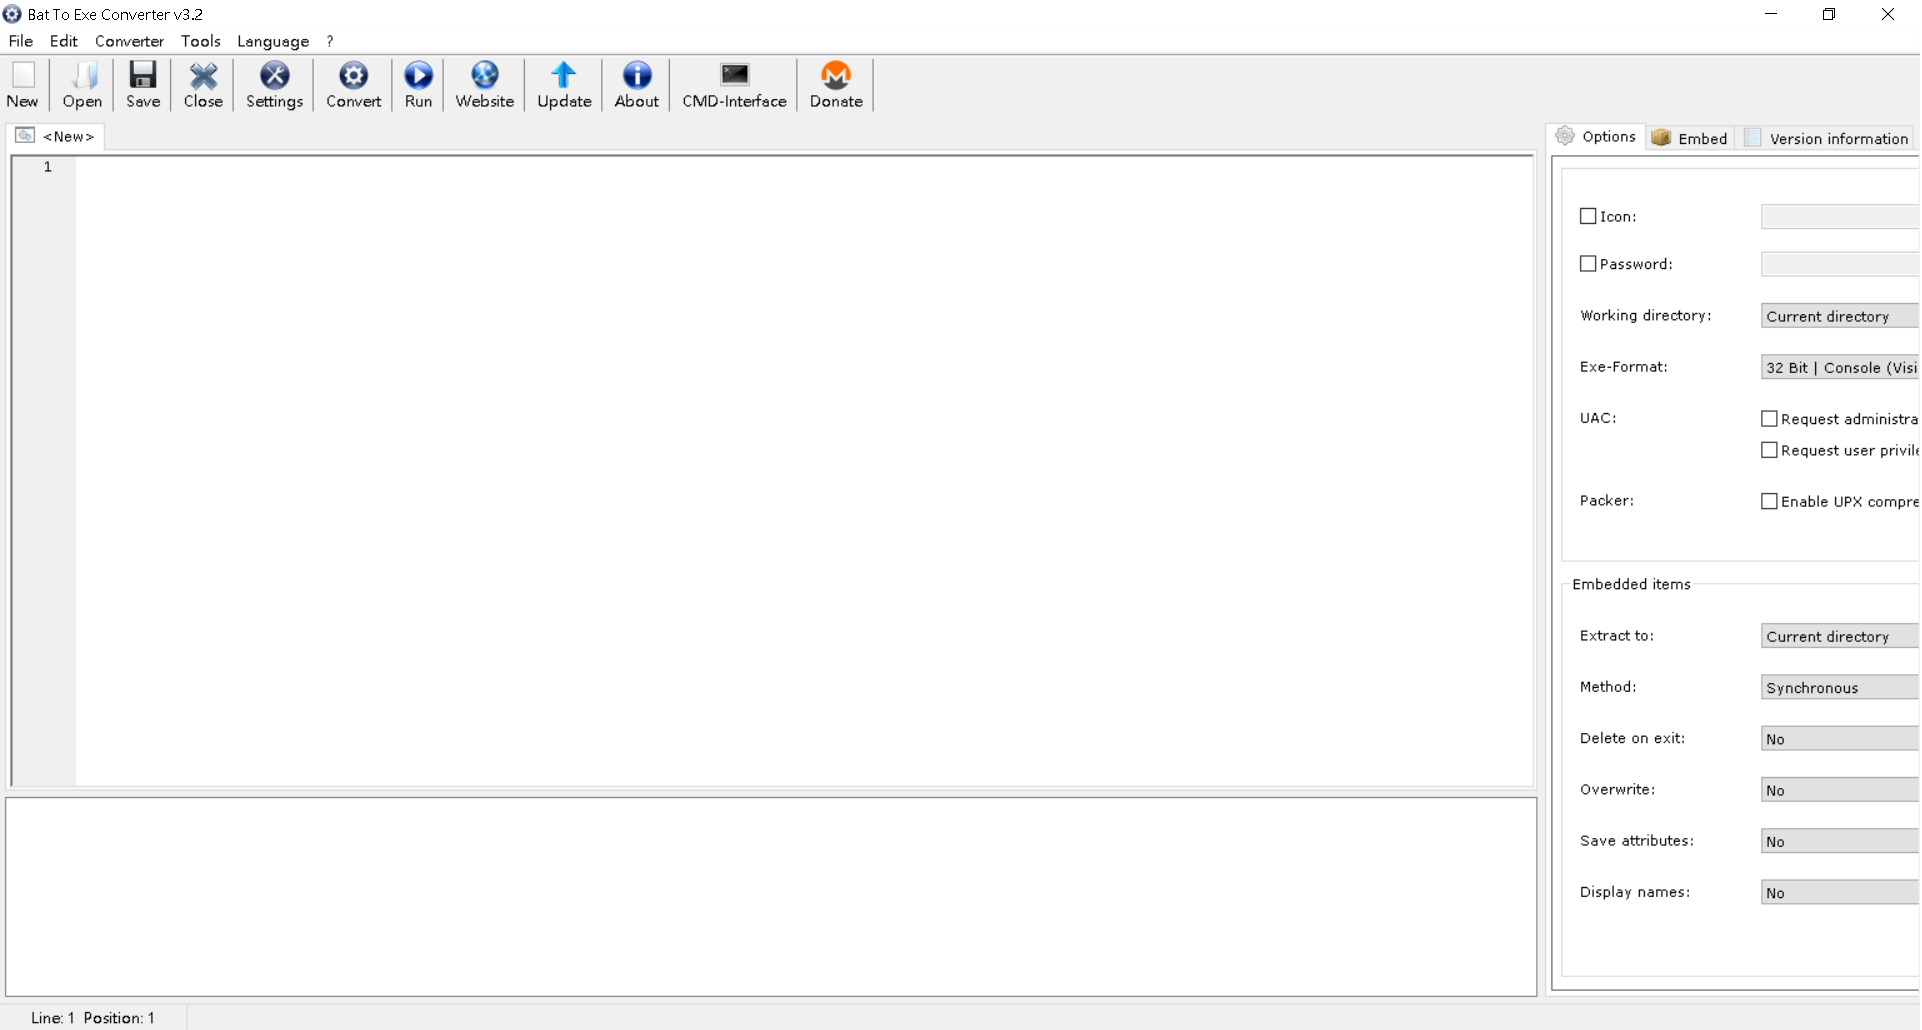 Bat To Exe Converter v3.2
File Edit Converter Tools Language ?
New Open Save Close Settings Convert Run Website Update About CMD-Interface Donate
<New>
1
Options Embed Version information
Icon:
Password:
Working directory: Current directory
Exe-Format: 32 Bit | Console (Visi
UAC: Request administra
Request user privile
Packer: Enable UPX compre
Embedded items
Extract to: Current directory
Method: Synchronous
Delete on exit: No
Overwrite: No
Save attributes: No
Display names: No
Line: 1 Position: 1